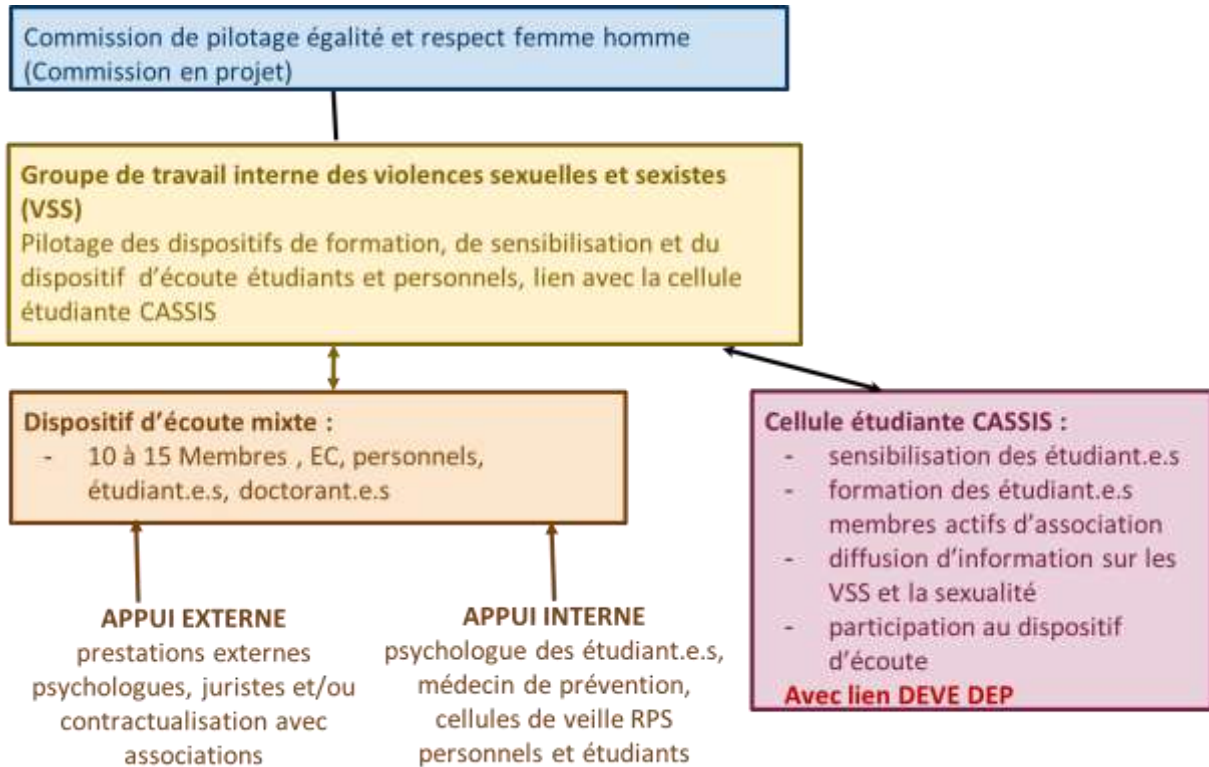 Commission de pilotage égalité et respect femme homme
(Commission en projet)
Groupe de travail interne des violences sexuelles et sexistes
(VSS)
Pilotage des dispositifs de formation, de sensibilisation et du
dispositif d'écoute étudiants et personnels, lien avec la cellule
étudiante CASSIS
Dispositif d'écoute mixte :
- 10 à 15 Membres , EC, personnels,
étudiant.e.s, doctorant.e.s
APPUI EXTERNE
prestations externes
psychologues, juristes et/ou
contractualisation avec
associations
APPUI INTERNE
psychologue des étudiant.e.s,
médecin de prévention,
cellules de veille RPS
personnels et étudiants
Cellule étudiante CASSIS :
- sensibilisation des étudiant.e.s
- formation des étudiant.e.s
membres actifs d'association
- diffusion d'information sur les
VSS et la sexualité
- participation au dispositif
d'écoute
Avec lien DEVE DEP